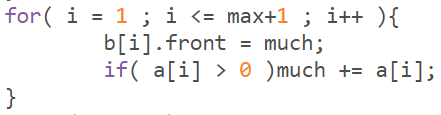 for( i = 1 ; i <= max+1 ; i++ ){
        b[i].front = much;
        if( a[i] > 0 )much += a[i];
}